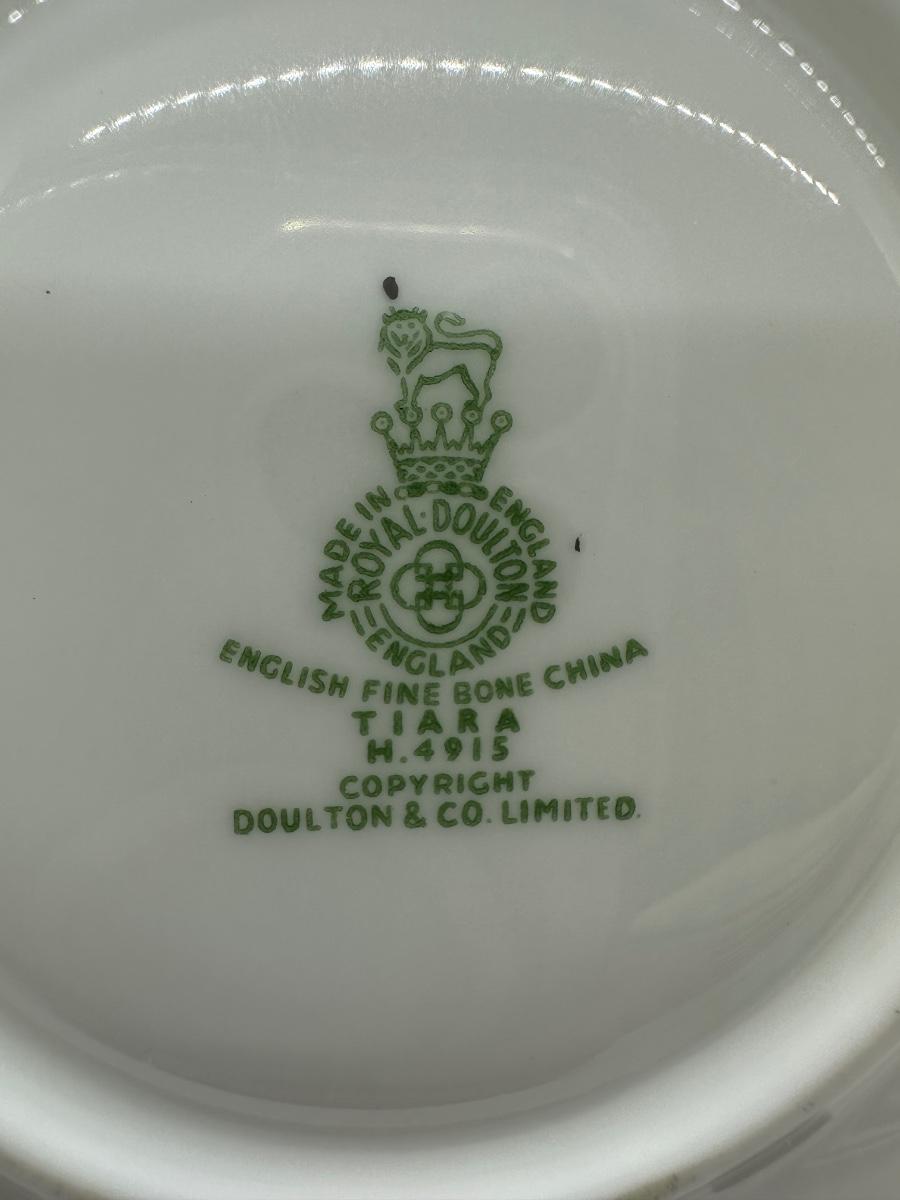 MADE IN ENGLAND
ROYAL·DOULTON
ENGLAND
ENGLISH FINE BONE CHINA
TIARA
H.4915
COPYRIGHT
DOULTON & CO. LIMITED.